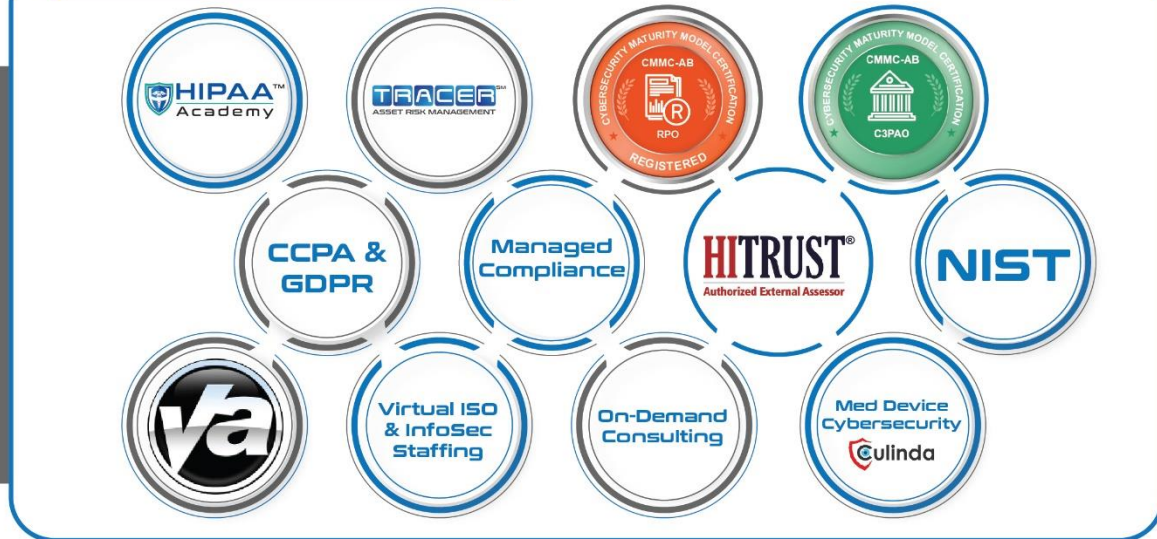 HIPAA™
Academy
TRACER℠
ASSET RISK MANAGEMENT
CYBERSECURITY MATURITY MODEL CERTIFICATION
CMMC-AB
R
RPO
REGISTERED
CYBERSECURITY MATURITY MODEL CERTIFICATION
CMMC-AB
C3PAO
CCPA &
GDPR
Managed
Compliance
HITRUST®
Authorized External Assessor
NIST
ya
Virtual ISO
& InfoSec
Staffing
On-Demand
Consulting
Med Device
Cybersecurity
Culinda